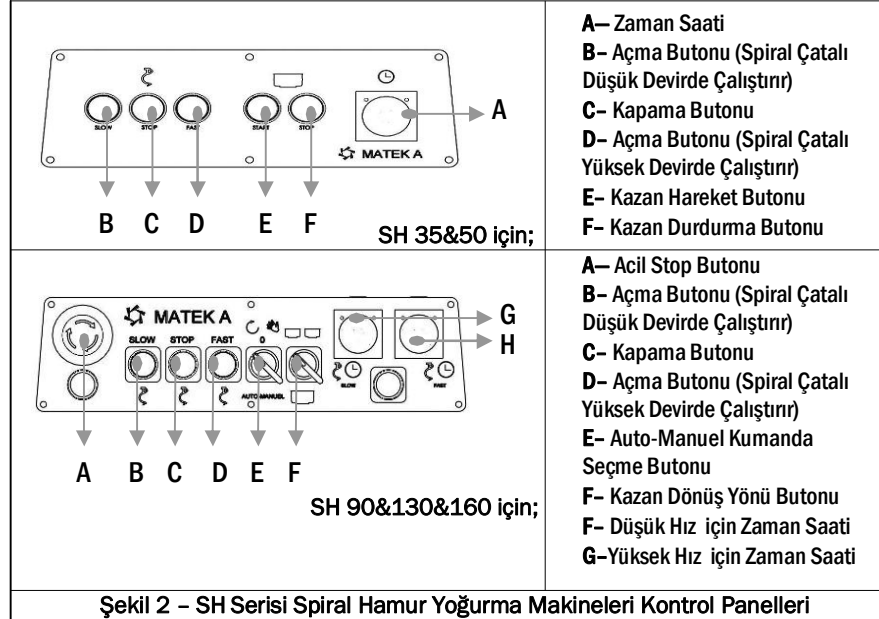 SLOW
STOP
FAST
START
STOP
MATEK A
A
B C D E F
SH 35&50 için;
A— Zaman Saati
B– Açma Butonu (Spiral Çatalı
Düşük Devirde Çalıştırır)
C– Kapama Butonu
D– Açma Butonu (Spiral Çatalı
Yüksek Devirde Çalıştırır)
E– Kazan Hareket Butonu
F– Kazan Durdurma Butonu
MATEK A
SLOW STOP FAST 0
AUTO MANUEL
SLOW
FAST
G
H
A B C D E F
SH 90&130&160 için;
A— Acil Stop Butonu
B– Açma Butonu (Spiral Çatalı
Düşük Devirde Çalıştırır)
C– Kapama Butonu
D– Açma Butonu (Spiral Çatalı
Yüksek Devirde Çalıştırır)
E– Auto-Manuel Kumanda
Seçme Butonu
F– Kazan Dönüş Yönü Butonu
F– Düşük Hız için Zaman Saati
G–Yüksek Hız için Zaman Saati
Şekil 2 – SH Serisi Spiral Hamur Yoğurma Makineleri Kontrol Panelleri